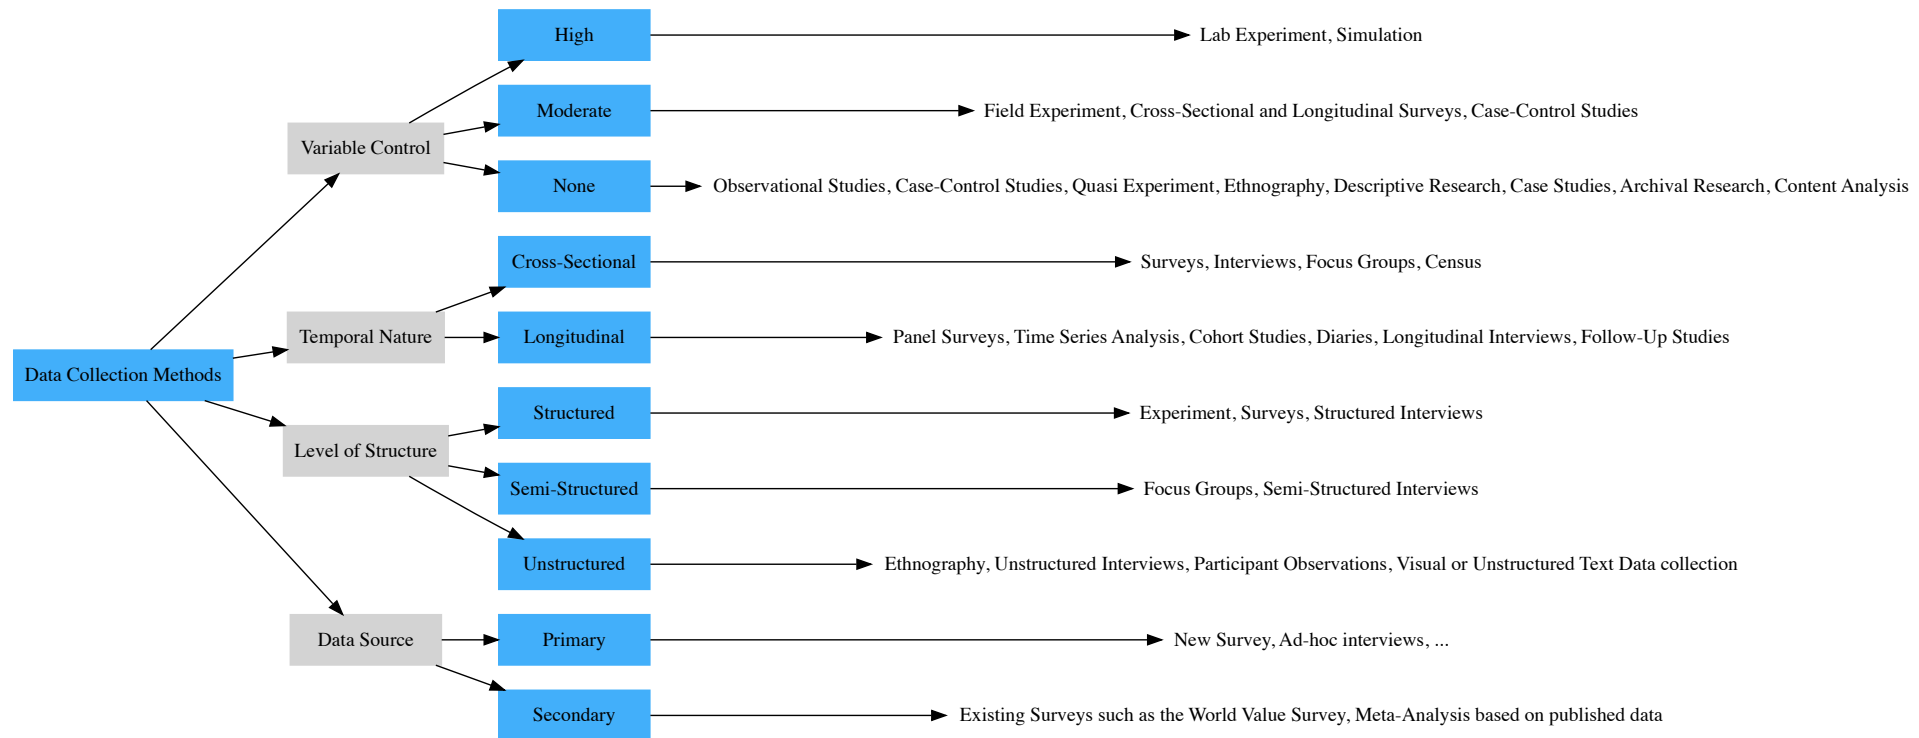 High
Lab Experiment, Simulation
Moderate
Field Experiment, Cross-Sectional and Longitudinal Surveys, Case-Control Studies
Variable Control
None
Observational Studies, Case-Control Studies, Quasi Experiment, Ethnography, Descriptive Research, Case Studies, Archival Research, Content Analysis
Cross-Sectional
Surveys, Interviews, Focus Groups, Census
Temporal Nature
Longitudinal
Panel Surveys, Time Series Analysis, Cohort Studies, Diaries, Longitudinal Interviews, Follow-Up Studies
Data Collection Methods
Structured
Experiment, Surveys, Structured Interviews
Level of Structure
Semi-Structured
Focus Groups, Semi-Structured Interviews
Unstructured
Ethnography, Unstructured Interviews, Participant Observations, Visual or Unstructured Text Data collection
Data Source
Primary
New Survey, Ad-hoc interviews, ...
Secondary
Existing Surveys such as the World Value Survey, Meta-Analysis based on published data